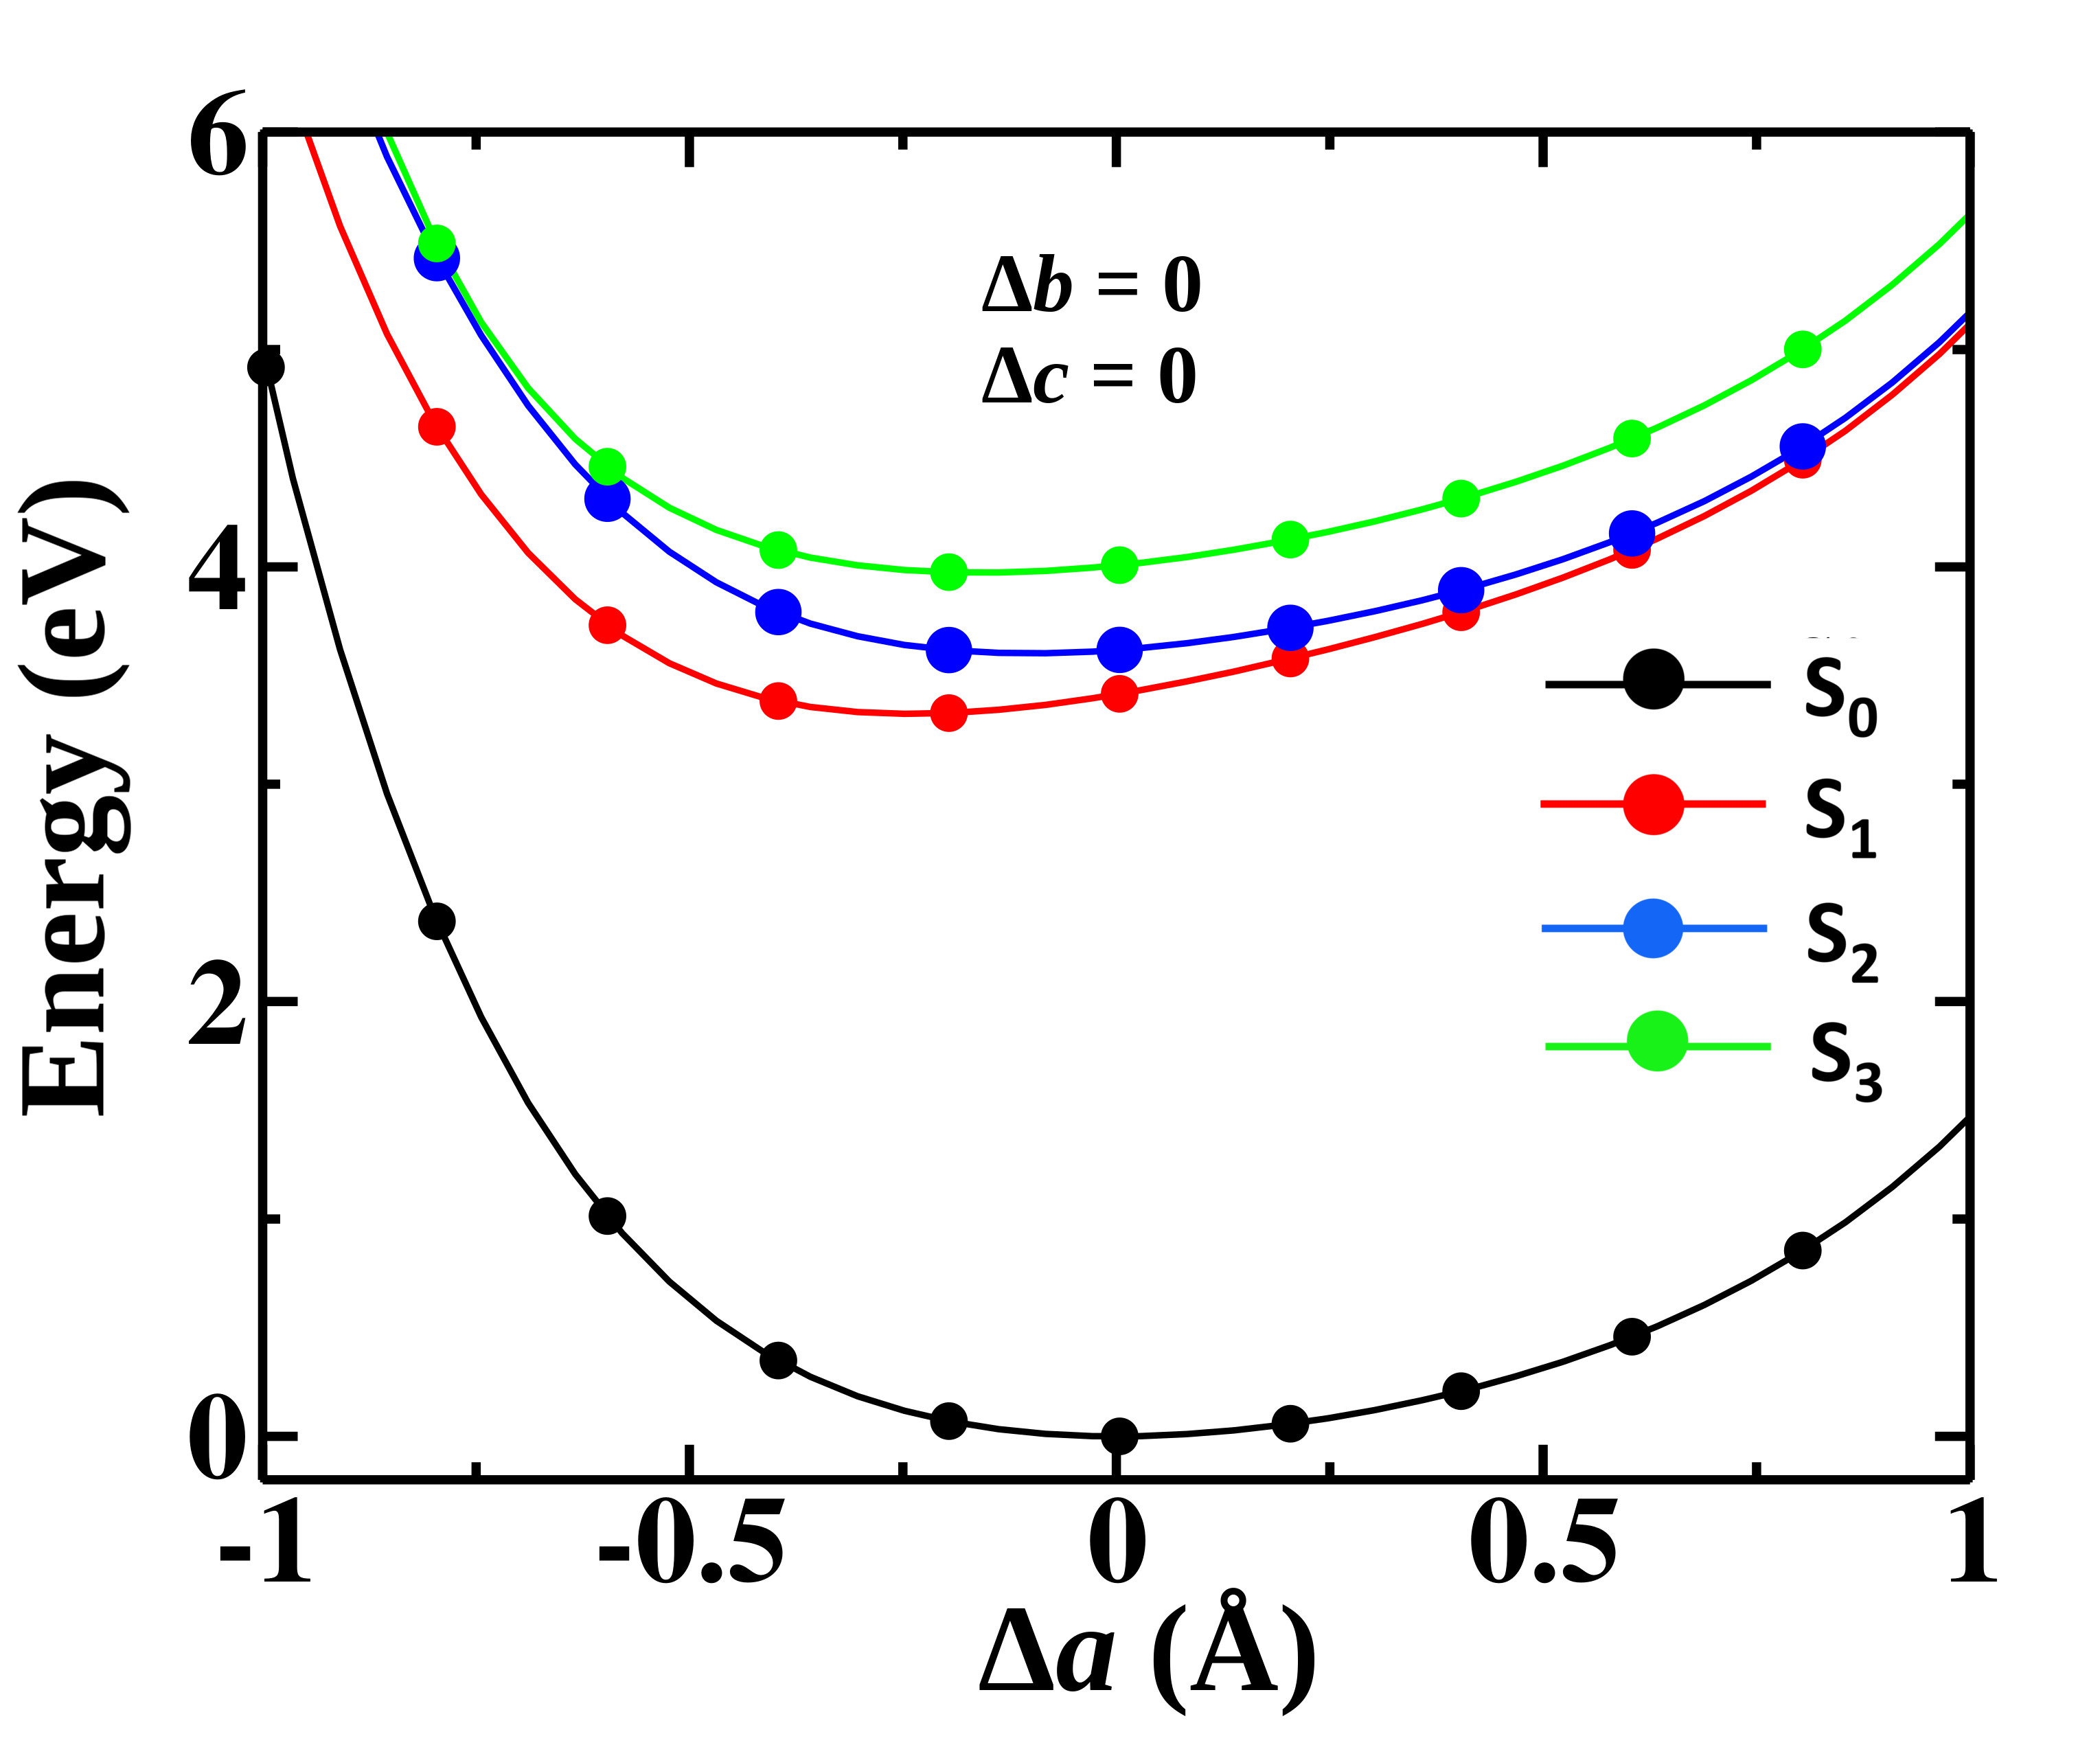 6
4
2
0
Energy (eV)
Δb = 0
Δc = 0
S0
S1
S2
S3
-1 -0.5 0 0.5 1
Δa (Å)